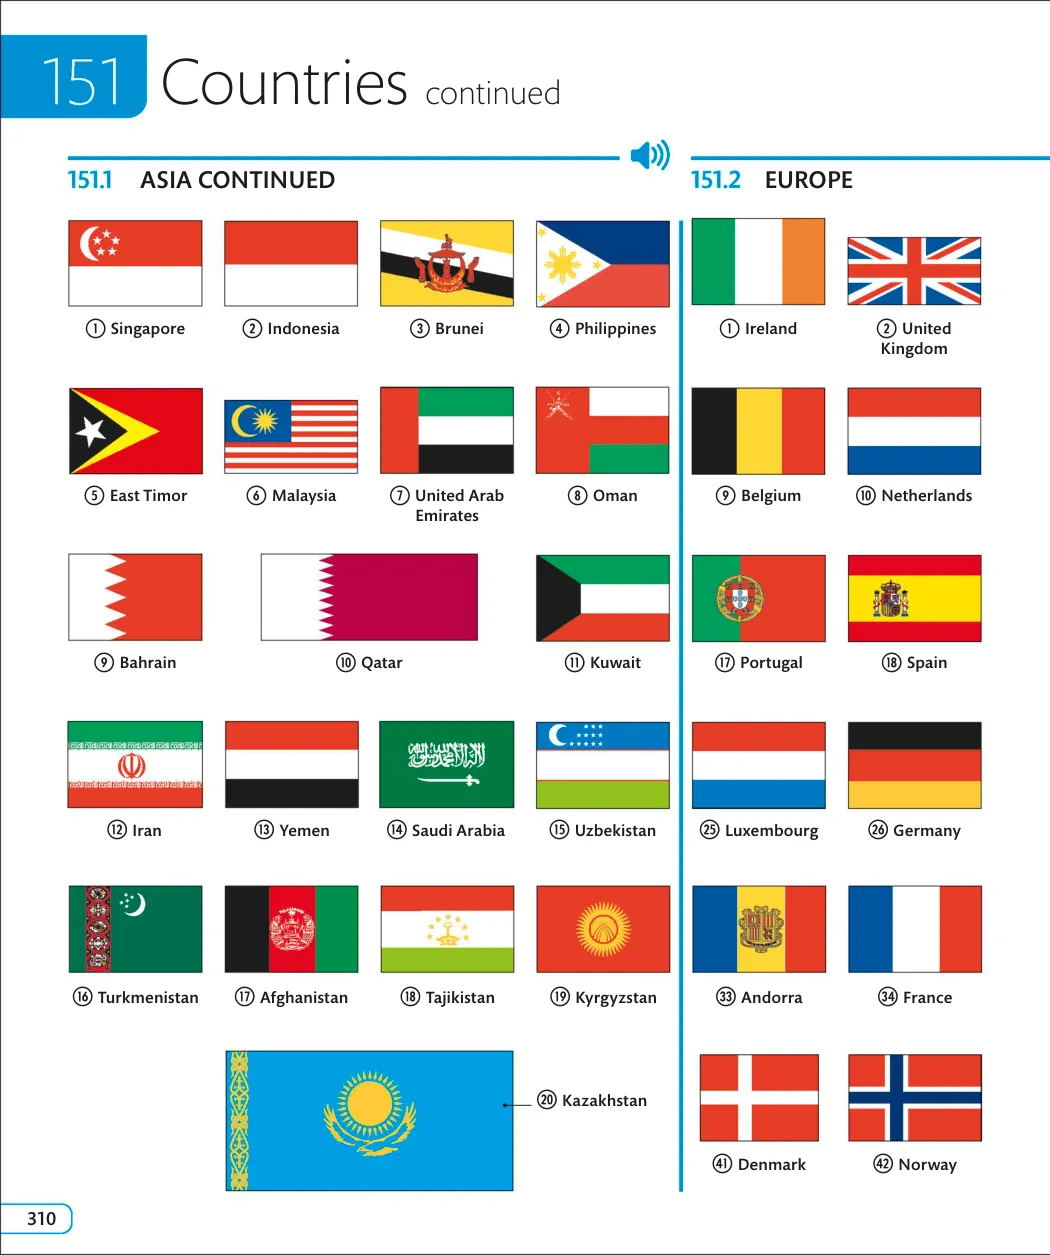 151 Countries continued
151.1 ASIA CONTINUED
① Singapore
② Indonesia
③ Brunei
④ Philippines
⑤ East Timor
⑥ Malaysia
⑦ United Arab
Emirates
⑧ Oman
⑨ Bahrain
⑩ Qatar
⑪ Kuwait
⑫ Iran
⑬ Yemen
⑭ Saudi Arabia
⑮ Uzbekistan
⑯ Turkmenistan
⑰ Afghanistan
⑱ Tajikistan
⑲ Kyrgyzstan
⑳ Kazakhstan
151.2 EUROPE
① Ireland
② United
Kingdom
⑨ Belgium
⑩ Netherlands
⑰ Portugal
⑱ Spain
㉕ Luxembourg
㉖ Germany
㉝ Andorra
㉞ France
㊶ Denmark
㊷ Norway
310